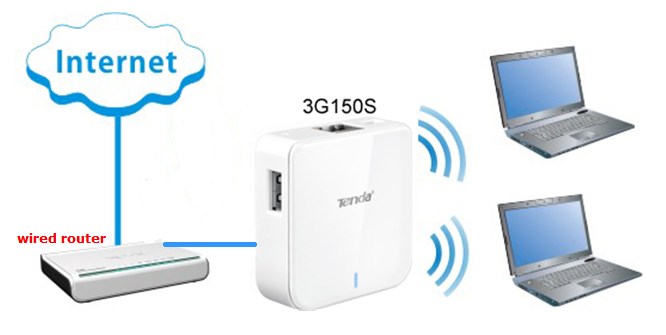 Internet
3G150S
Tenda
wired router